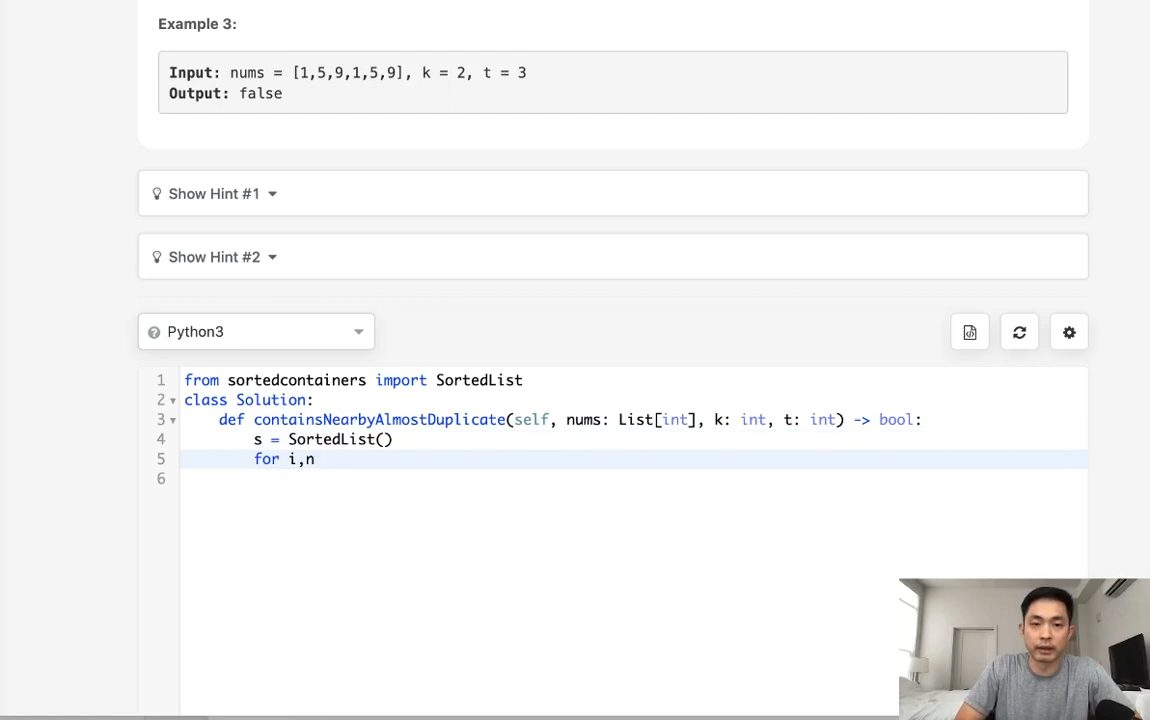 Example 3:
Input: nums = [1,5,9,1,5,9], k = 2, t = 3
Output: false
Show Hint #1
Show Hint #2
Python3
1 from sortedcontainers import SortedList
2 class Solution:
3 def containsNearbyAlmostDuplicate(self, nums: List[int], k: int, t: int) -> bool:
4 s = SortedList()
5 for i,n
6